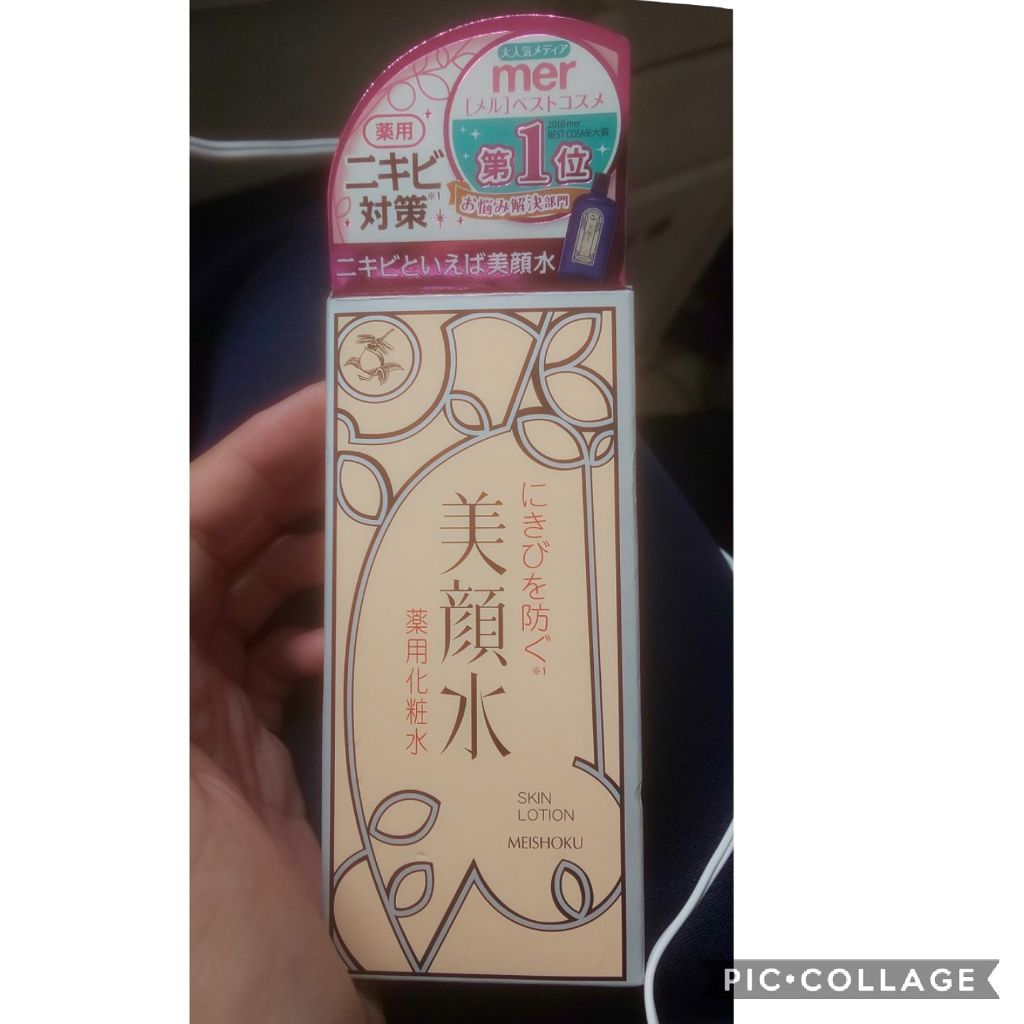 大人気メディア
mer
[メル]ベストコスメ
2018 mer
BEST COSME大賞
第1位
お悩み解決部門
薬用
ニキビ
対策※1
ニキビといえば美顔水
にきびを防ぐ※1
美顔水
薬用化粧水
SKIN
LOTION
MEISHOKU
PIC•COLLAGE